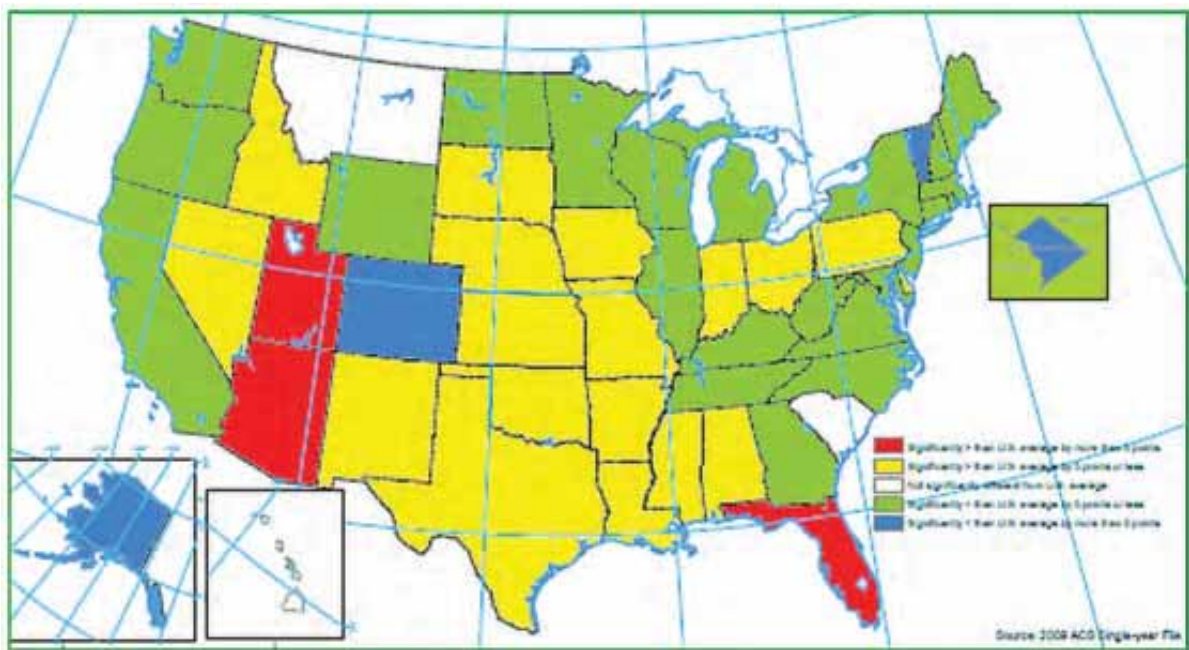 Significantly > than U.S. average by more than 5 points
Significantly > than U.S. average by 5 points or less
Not significantly different from U.S. average
Significantly < than U.S. average by 5 points or less
Significantly < than U.S. average by more than 5 points
Source: 2009 ACS Single-year File